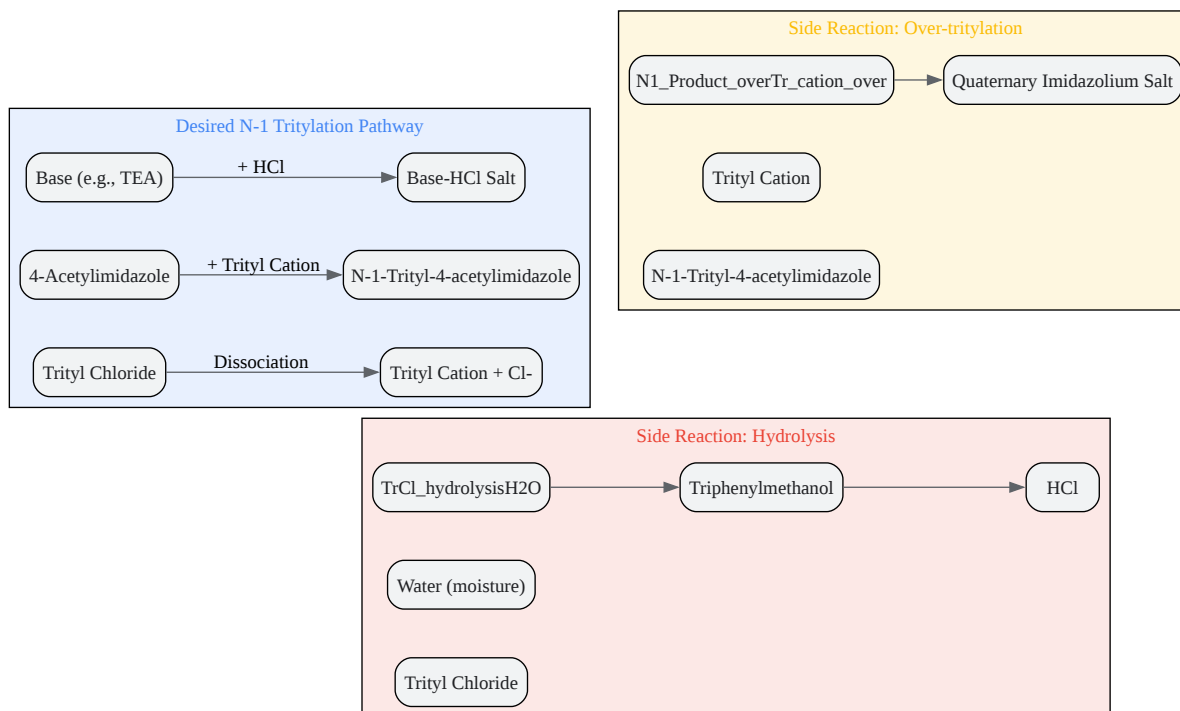 Side Reaction: Over-tritylation
N1_Product_overTr_cation_over
Quaternary Imidazolium Salt
Trityl Cation
N-1-Trityl-4-acetylimidazole
Desired N-1 Tritylation Pathway
Base (e.g., TEA)
+ HCl
Base-HCl Salt
4-Acetylimidazole
+ Trityl Cation
N-1-Trityl-4-acetylimidazole
Trityl Chloride
Dissociation
Trityl Cation + Cl-
Side Reaction: Hydrolysis
TrCl_hydrolysisH2O
Triphenylmethanol
HCl
Water (moisture)
Trityl Chloride